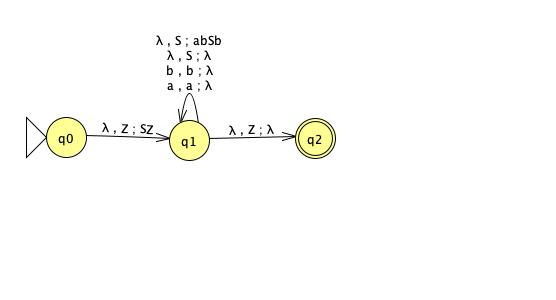 λ , S ; abSb
λ , S ; λ
b , b ; λ
a , a ; λ
λ , Z ; SZ
λ , Z ; λ
q0
q1
q2